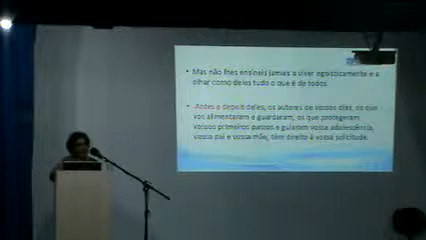 • Mas não lhes ensineis jamais a viver egoisticamente e a
olhar como deles tudo o que é de todos.
• Antes e depois deles, os autores de vossos dias, os que
vos alimentaram e guardaram, os que protegeram
vossos primeiros passos e guiaram vossa adolescência,
vosso pai e vossa mãe, têm direito à vossa solicitude.